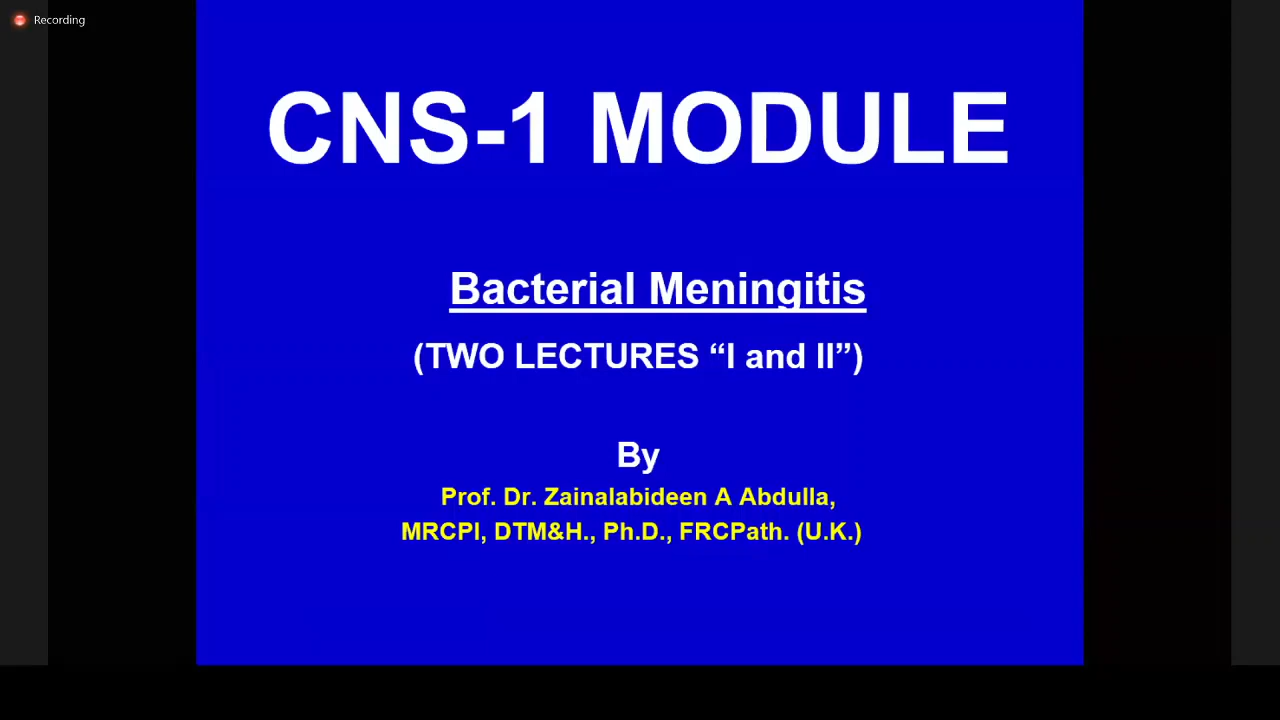 Recording
CNS-1 MODULE
Bacterial Meningitis
(TWO LECTURES “I and II”)
By
Prof. Dr. Zainalabideen A Abdulla,
MRCPI, DTM&H., Ph.D., FRCPath. (U.K.)